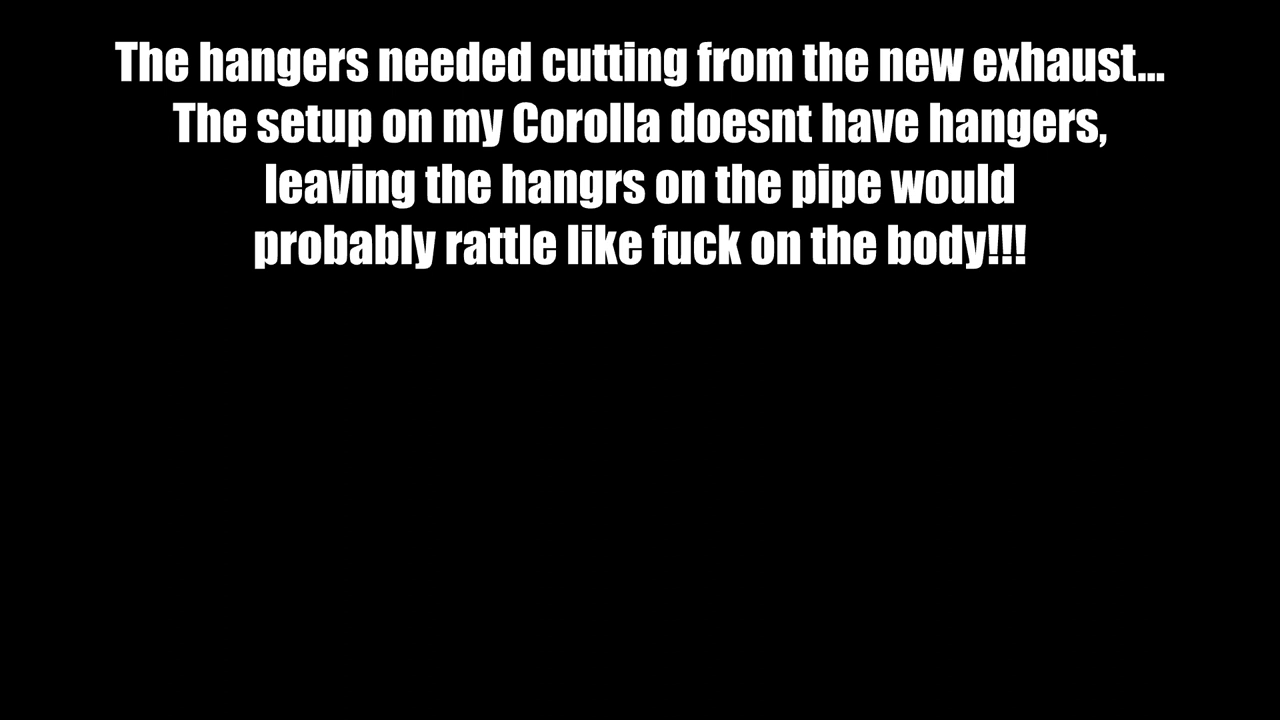 The hangers needed cutting from the new exhaust...
The setup on my Corolla doesnt have hangers,
leaving the hangrs on the pipe would
probably rattle like fuck on the body!!!